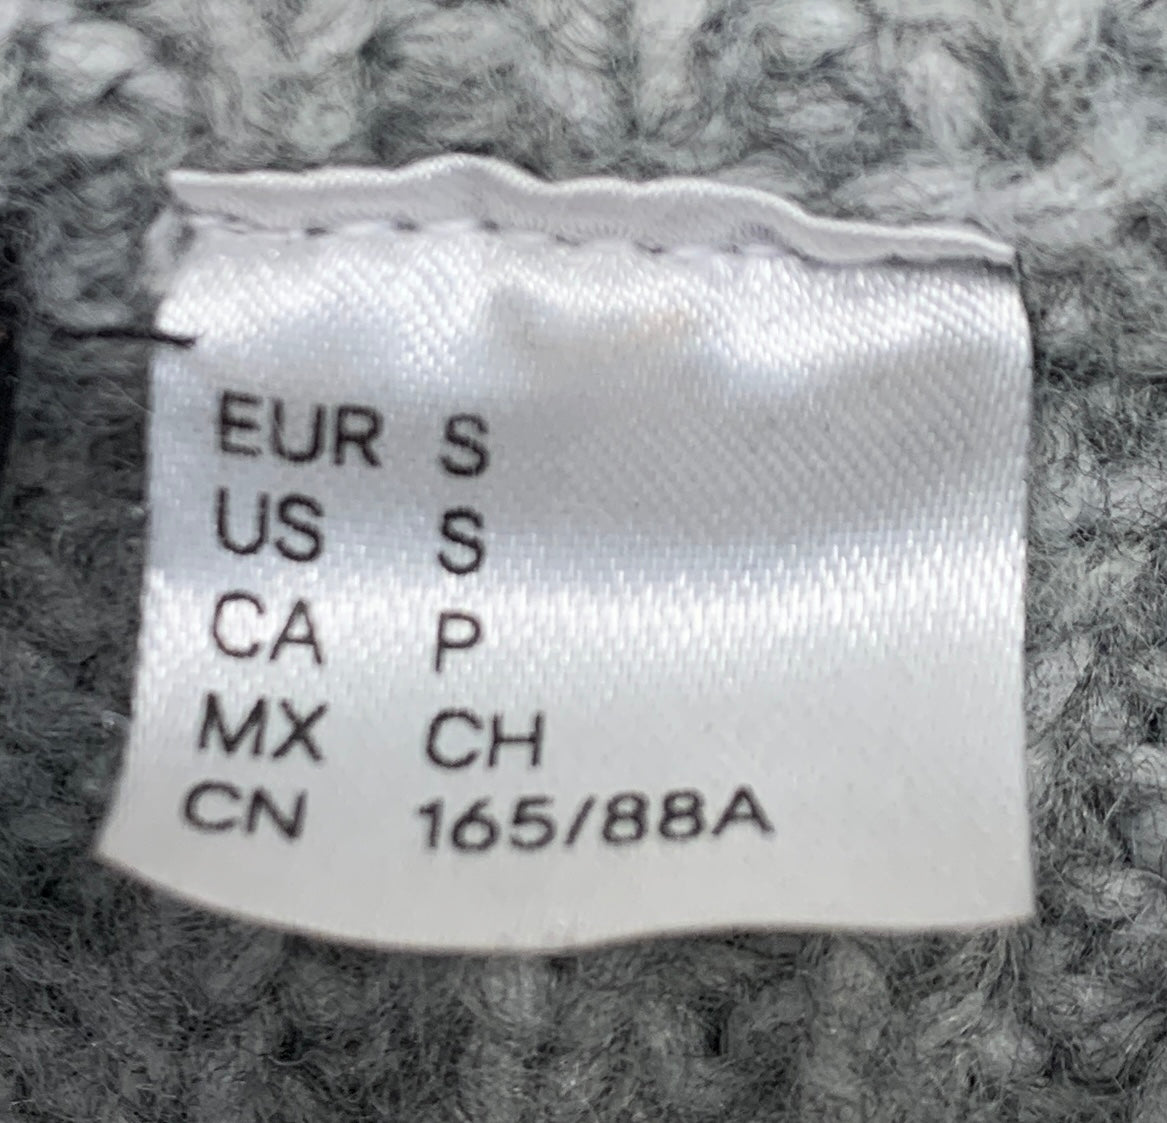 EUR S
US S
CA P
MX CH
CN 165/88A